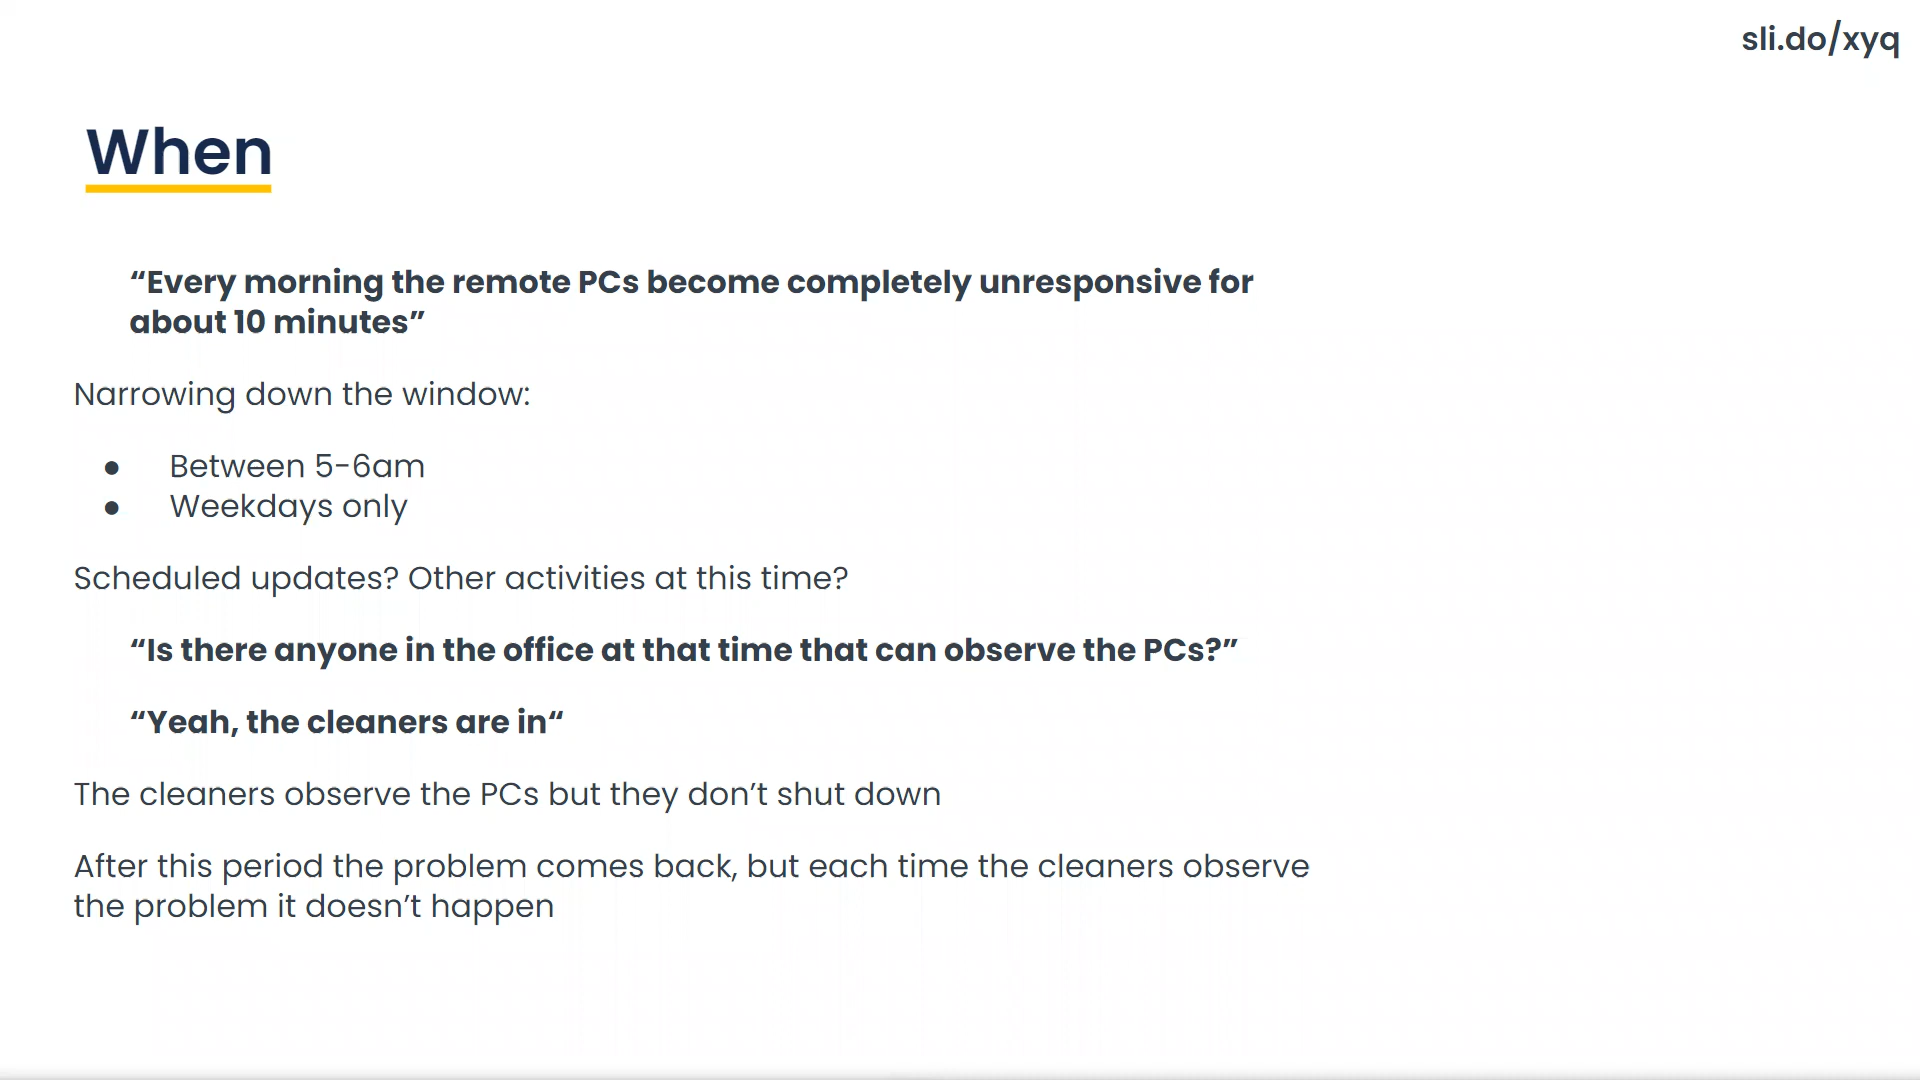 sli.do/xyq
When
“Every morning the remote PCs become completely unresponsive for
about 10 minutes”
Narrowing down the window:
● Between 5-6am
● Weekdays only
Scheduled updates? Other activities at this time?
“Is there anyone in the office at that time that can observe the PCs?”
“Yeah, the cleaners are in“
The cleaners observe the PCs but they don’t shut down
After this period the problem comes back, but each time the cleaners observe
the problem it doesn’t happen